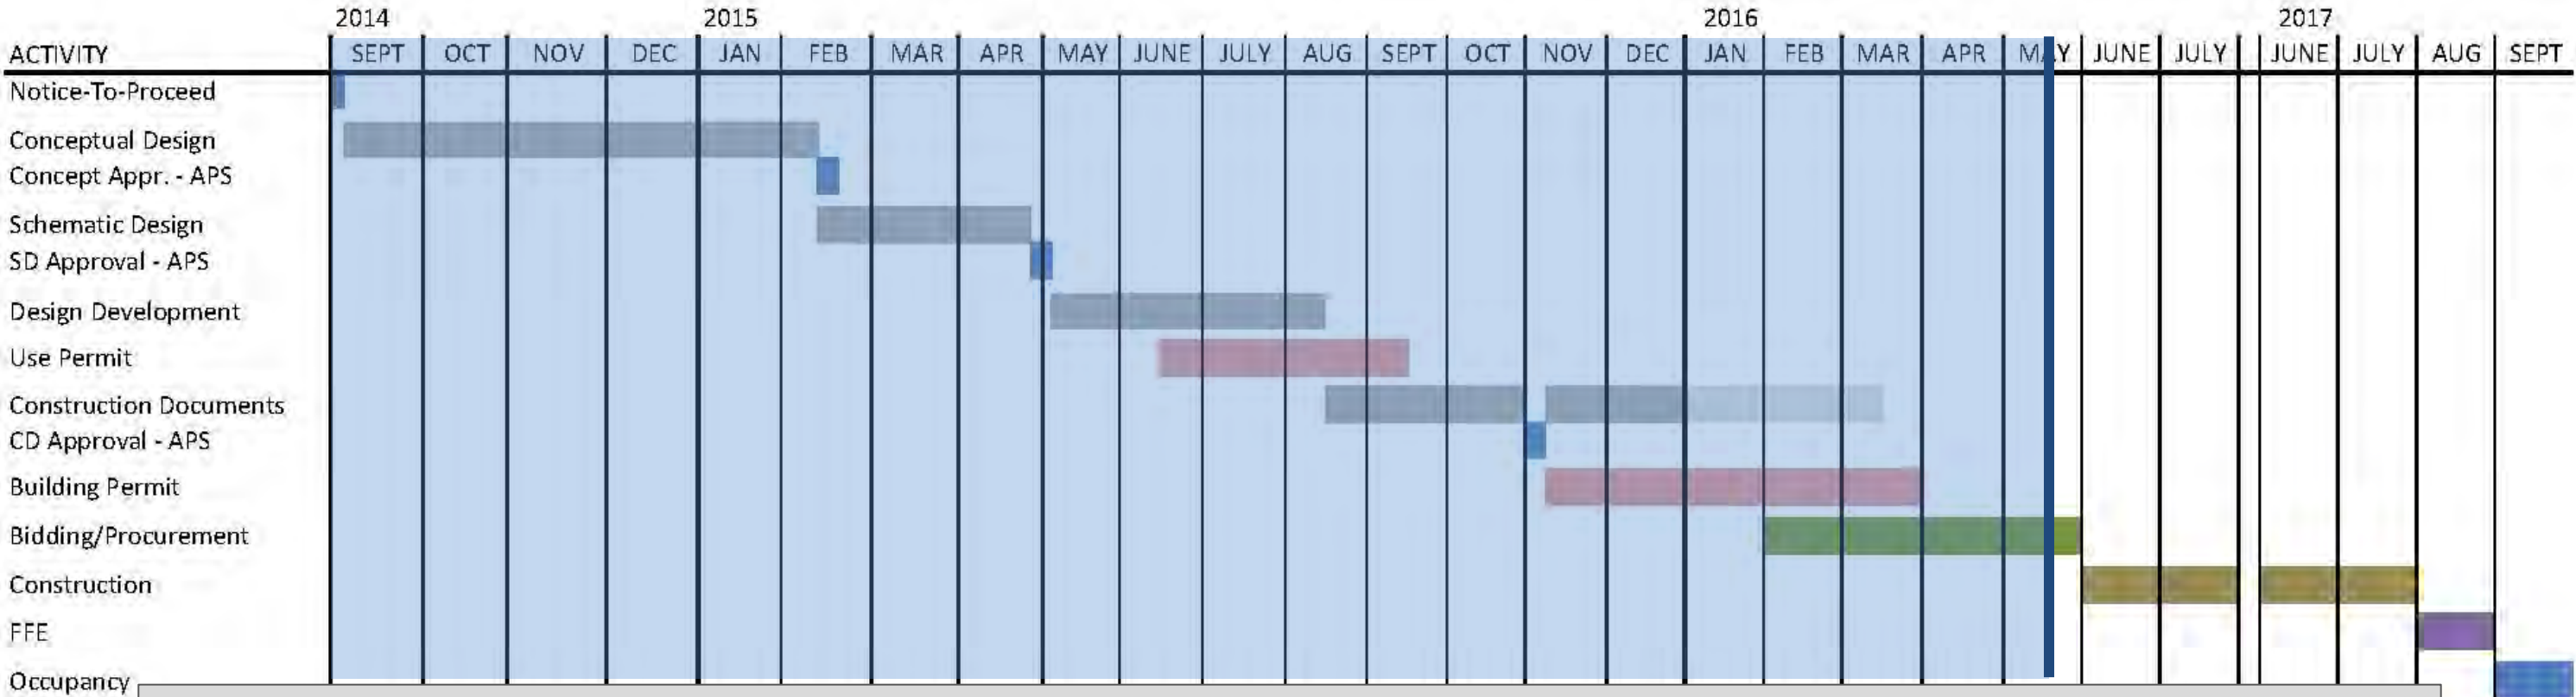 2014 2015 2016 2017
ACTIVITY SEPT OCT NOV DEC JAN FEB MAR APR MAY JUNE JULY AUG SEPT OCT NOV DEC JAN FEB MAR APR MAY JUNE JULY JUNE JULY AUG SEPT
Notice-To-Proceed
Conceptual Design
Concept Appr. - APS
Schematic Design
SD Approval - APS
Design Development
Use Permit
Construction Documents
CD Approval - APS
Building Permit
Bidding/Procurement
Construction
FFE
Occupancy